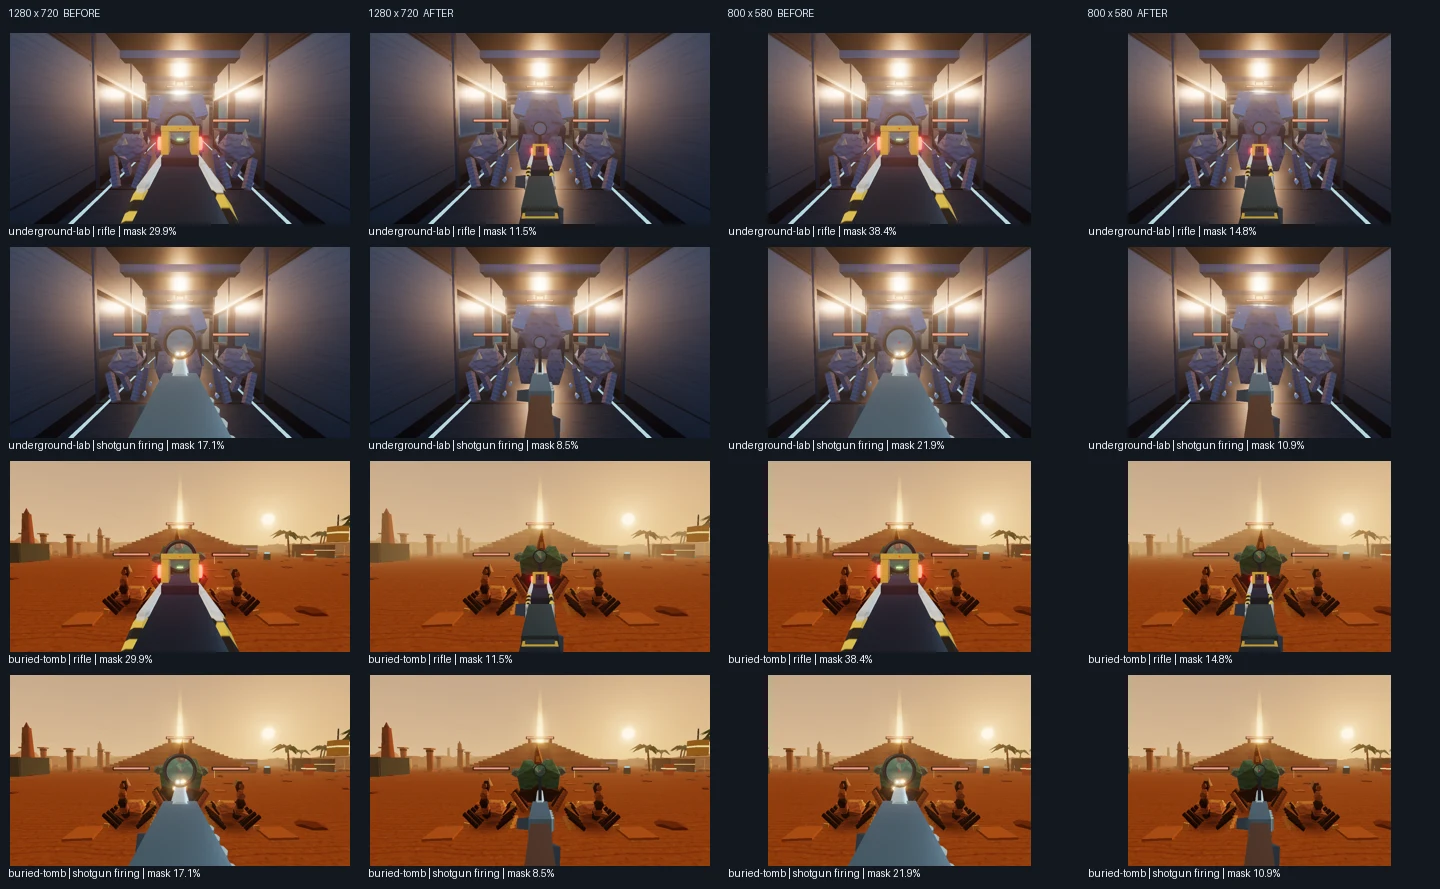 1280 x 720 BEFORE
1280 x 720 AFTER
800 x 580 BEFORE
800 x 580 AFTER
underground-lab | rifle | mask 29.9%
underground-lab | rifle | mask 11.5%
underground-lab | rifle | mask 38.4%
underground-lab | rifle | mask 14.8%
underground-lab | shotgun firing | mask 17.1%
underground-lab | shotgun firing | mask 8.5%
underground-lab | shotgun firing | mask 21.9%
underground-lab | shotgun firing | mask 10.9%
buried-tomb | rifle | mask 29.9%
buried-tomb | rifle | mask 11.5%
buried-tomb | rifle | mask 38.4%
buried-tomb | rifle | mask 14.8%
buried-tomb | shotgun firing | mask 17.1%
buried-tomb | shotgun firing | mask 8.5%
buried-tomb | shotgun firing | mask 21.9%
buried-tomb | shotgun firing | mask 10.9%